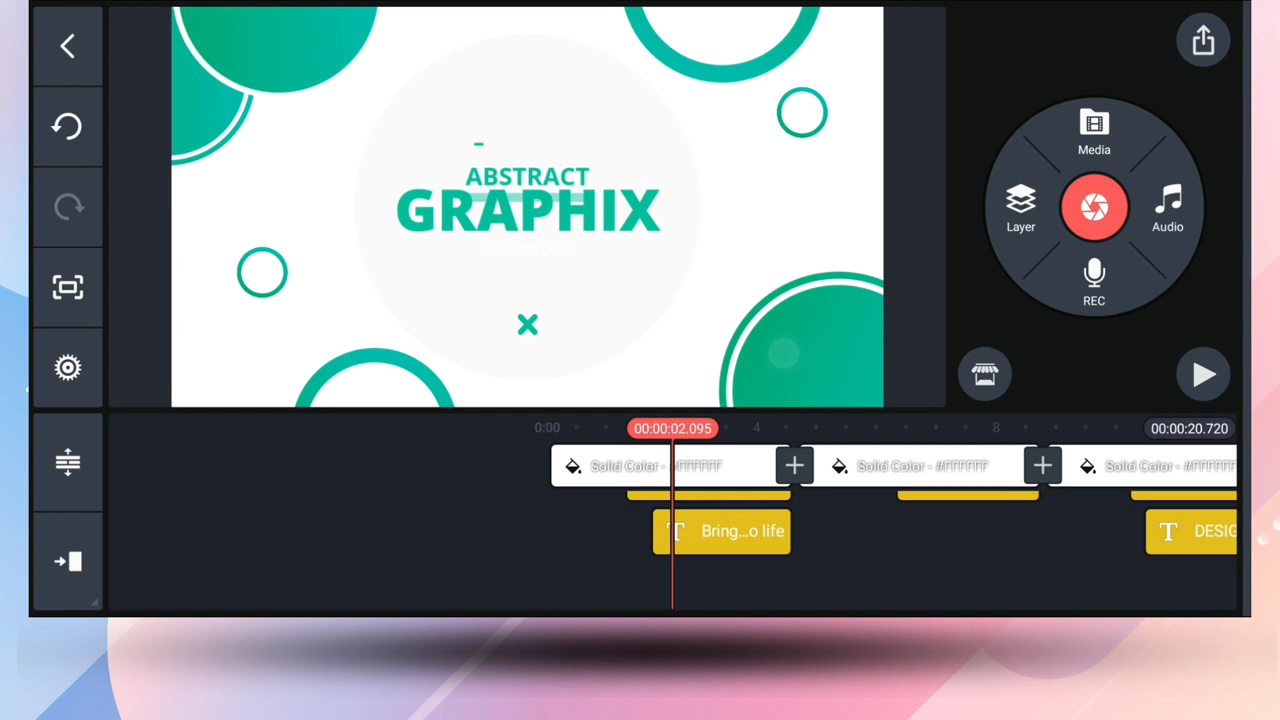 ABSTRACT
GRAPHIX
Media
Layer
Audio
REC
0:00
00:00:02.095
4
8
00:00:20.720
Solid Color - #FFFFFF
Solid Color - #FFFFFF
Solid Color - #FFFFFF
T Bring...o life
T DESIG